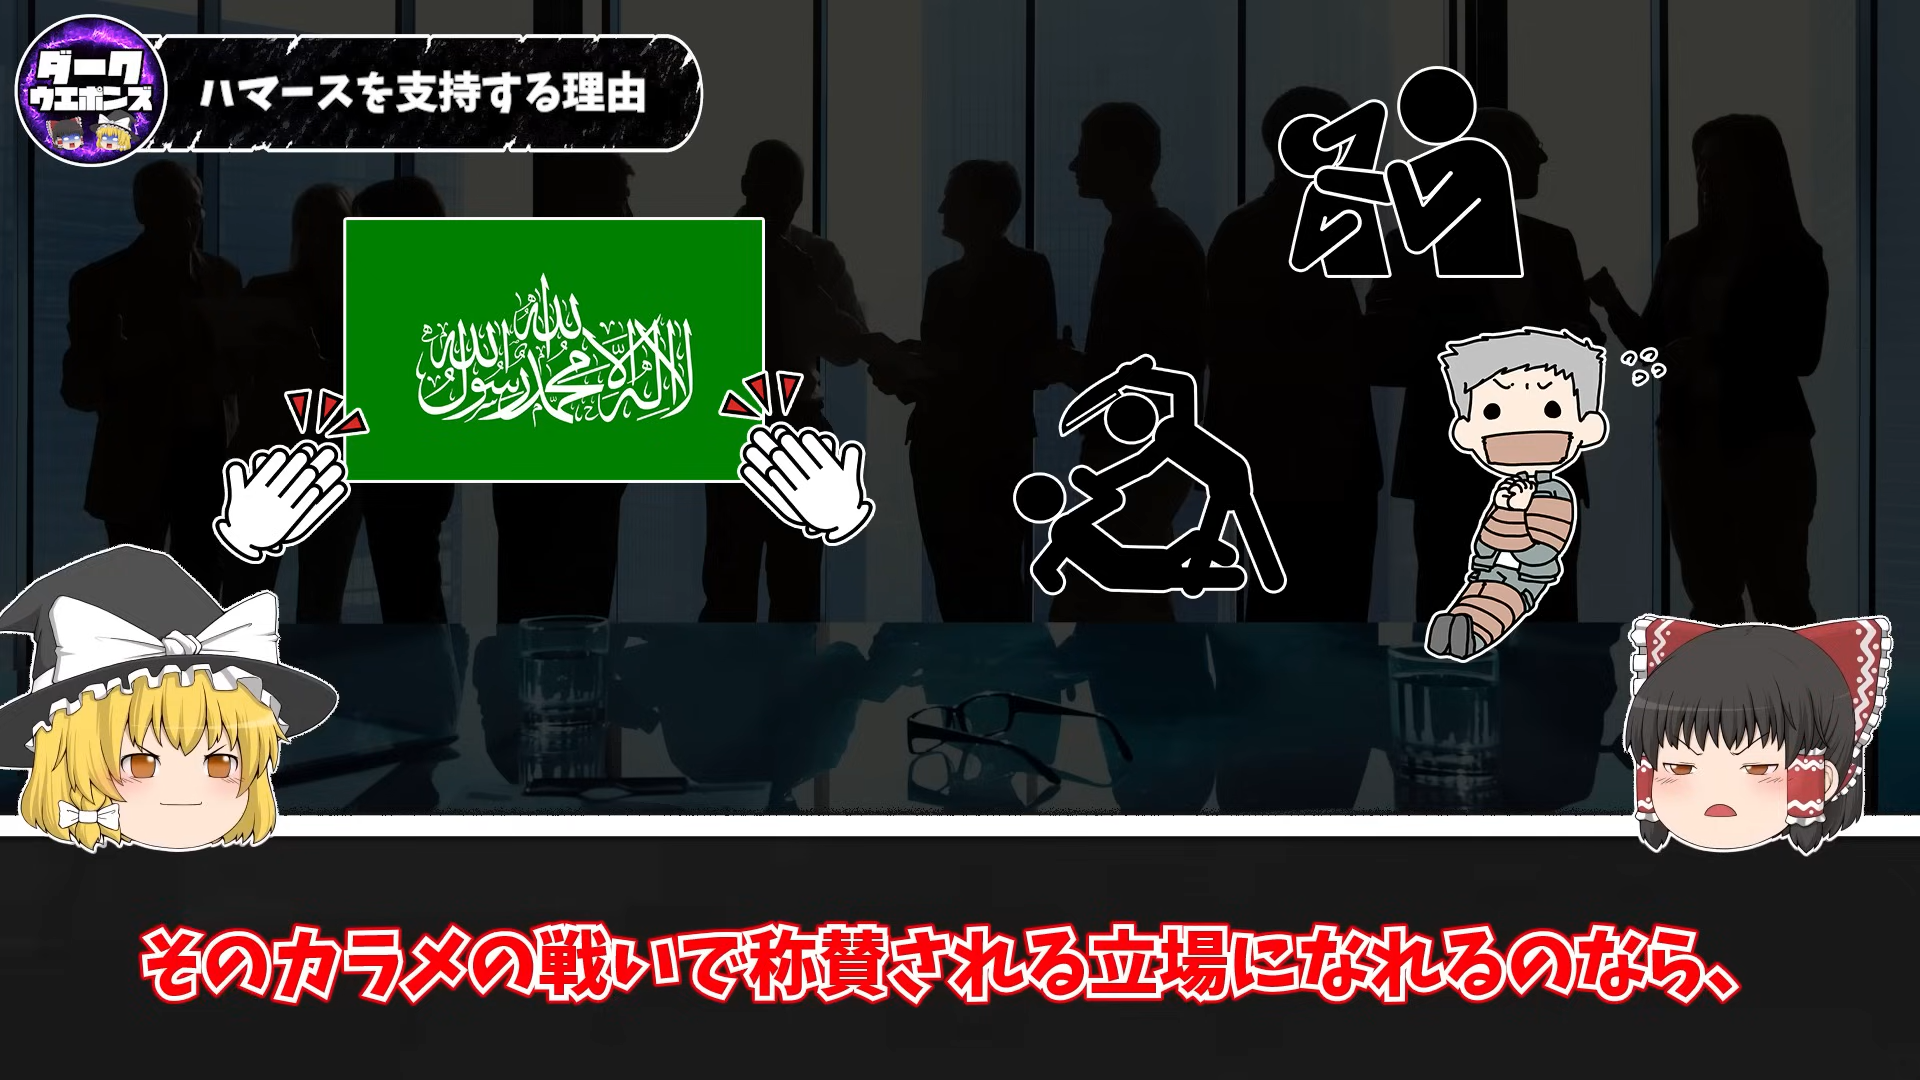 ダーク
ウエポンズ
ハマースを支持する理由
لا إله إلا الله محمد رسول الله
そのカラメの戦いで称賛される立場になれるのなら、